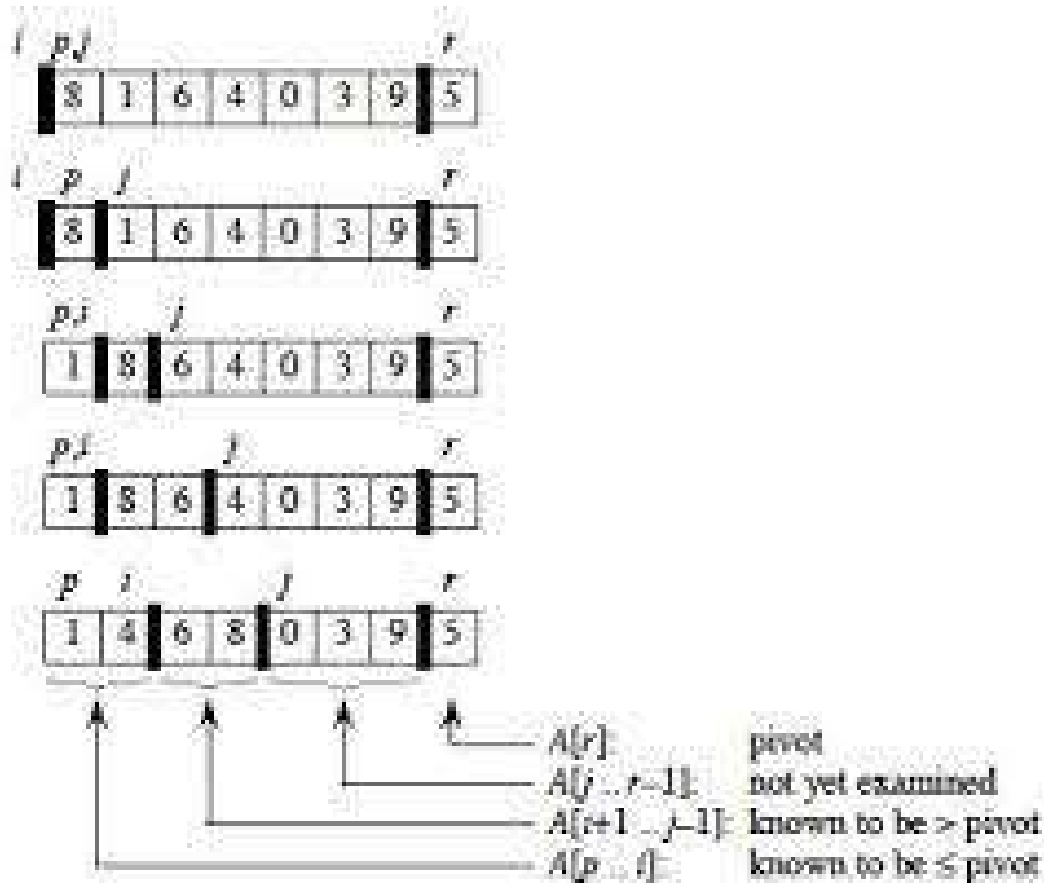 i p,j r
8 1 6 4 0 3 9 5
i p j r
8 1 6 4 0 3 9 5
p,i j r
1 8 6 4 0 3 9 5
p,i j r
1 8 6 4 0 3 9 5
p i j r
1 4 6 8 0 3 9 5
A[r]: pivot
A[j .. r–1]: not yet examined
A[i+1 .. j–1]: known to be > pivot
A[p .. i]: known to be ≤ pivot